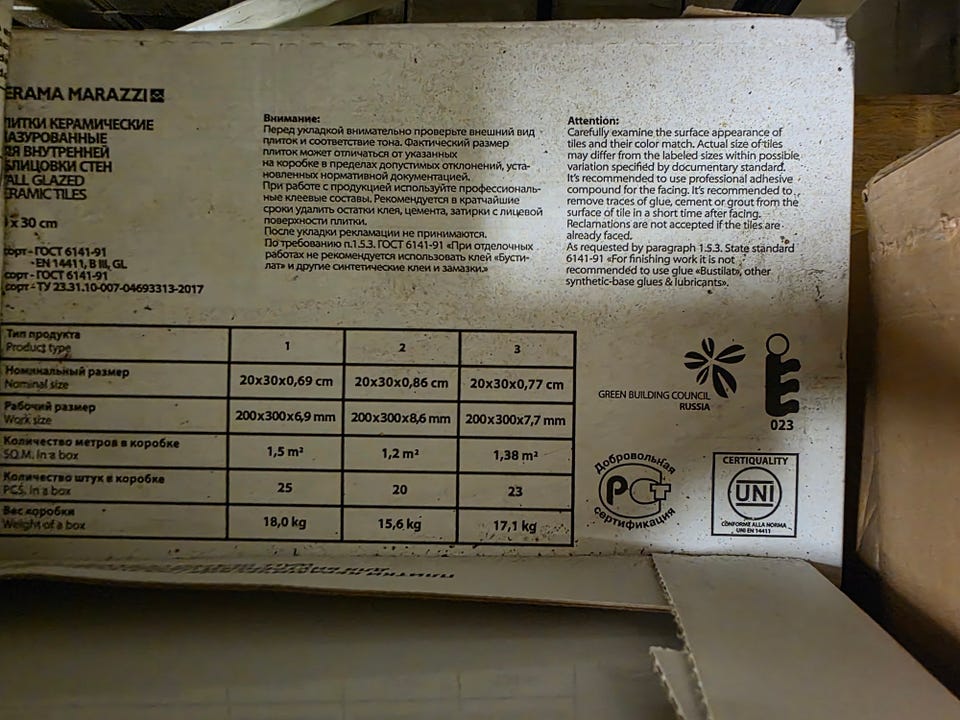 ERAMA MARAZZI
ЛИТКИ КЕРАМИЧЕСКИЕ
АЗУРОВАННЫЕ
ЛЯ ВНУТРЕННЕЙ
БЛИЦОВКИ СТЕН
ALL GLAZED
ERAMIC TILES
x 30 cm
сорт - ГОСТ 6141-91
- EN 14411, B III, GL
сорт - ГОСТ 6141-91
сорт - ТУ 23.31.10-007-04693313-2017
Внимание:
Перед укладкой внимательно проверьте внешний вид
плиток и соответствие тона. Фактический размер
плиток может отличаться от указанных
на коробке в пределах допустимых отклонений, уста-
новленных нормативной документацией.
При работе с продукцией используйте профессиональ-
ные клеевые составы. Рекомендуется в кратчайшие
сроки удалить остатки клея, цемента, затирки с лицевой
поверхности плитки.
После укладки рекламации не принимаются.
По требованию п.1.5.3. ГОСТ 6141-91 «При отделочных
работах не рекомендуется использовать клей «Бусти-
лат» и другие синтетические клеи и замазки.»
Attention:
Carefully examine the surface appearance of
tiles and their color match. Actual size of tiles
may differ from the labeled sizes within possible
variation specified by documentary standard.
It's recommended to use professional adhesive
compound for the facing. It's recommended to
remove traces of glue, cement or grout from the
surface of tile in a short time after facing.
Reclamations are not accepted if the tiles are
already faced.
As requested by paragraph 1.5.3. State standard
6141-91 «For finishing work it is not
recommended to use glue «Bustilat», other
synthetic-base glues & lubricants».
Тип продукта
Product type 1 2 3
Номинальный размер
Nominal size 20x30x0,69 cm 20x30x0,86 cm 20x30x0,77 cm
Рабочий размер
Work size 200x300x6,9 mm 200x300x8,6 mm 200x300x7,7 mm
Количество метров в коробке
SQ.M. in a box 1,5 m² 1,2 m² 1,38 m²
Количество штук в коробке
PCS. in a box 25 20 23
Вес коробки
Weight of a box 18,0 kg 15,6 kg 17,1 kg
GREEN BUILDING COUNCIL
RUSSIA
023
Добровольная
РСТ
сертификация
CERTIQUALITY
UNI
CONFORME ALLA NORMA
UNI EN 14411